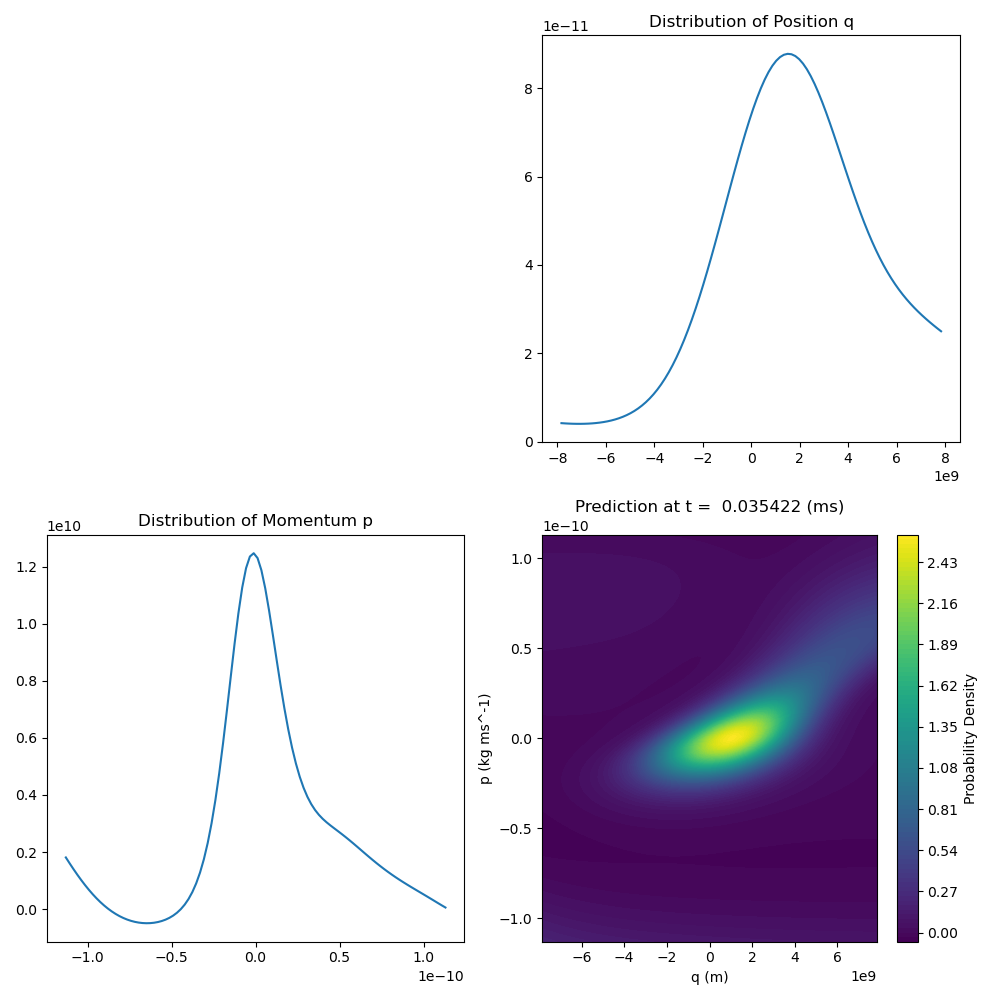 Distribution of Position q
1e−11
8
6
4
2
0
−8 −6 −4 −2 0 2 4 6 8
1e9
Distribution of Momentum p
1e10
1.2
1.0
0.8
0.6
0.4
0.2
0.0
−1.0 −0.5 0.0 0.5 1.0
1e−10
Prediction at t =  0.035422 (ms)
1e−10
1.0
0.5
0.0
−0.5
−1.0
p (kg ms^-1)
−6 −4 −2 0 2 4 6
1e9
q (m)
2.43
2.16
1.89
1.62
1.35
1.08
0.81
0.54
0.27
0.00
Probability Density